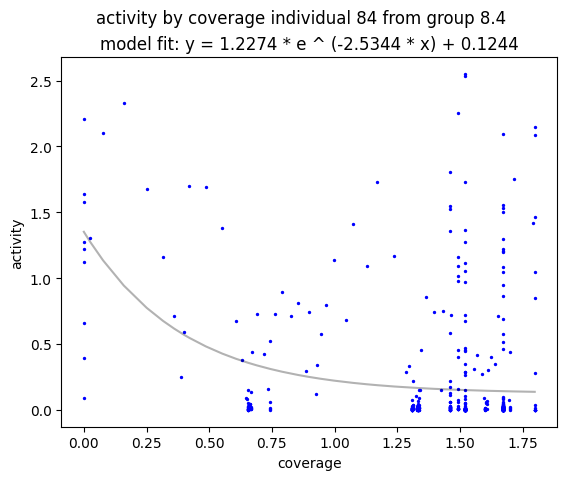 activity by coverage individual 84 from group 8.4
model fit: y = 1.2274 * e ^ (-2.5344 * x) + 0.1244
2.5
2.0
1.5
1.0
0.5
0.0
activity
0.00 0.25 0.50 0.75 1.00 1.25 1.50 1.75
coverage